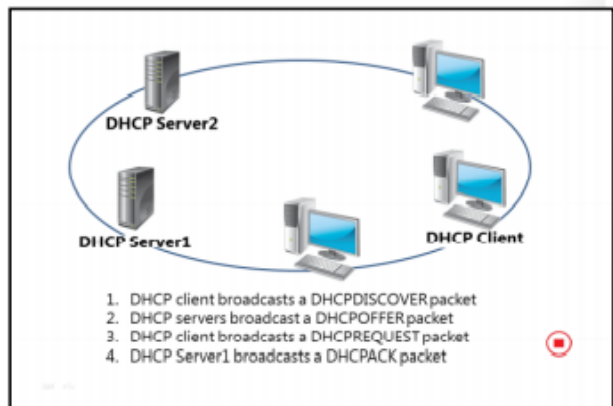 DHCP Server2
DHCP Server1
DHCP Client
1. DHCP client broadcasts a DHCPDISCOVER packet
2. DHCP servers broadcast a DHCPOFFER packet
3. DHCP client broadcasts a DHCPREQUEST packet
4. DHCP Server1 broadcasts a DHCPACK packet